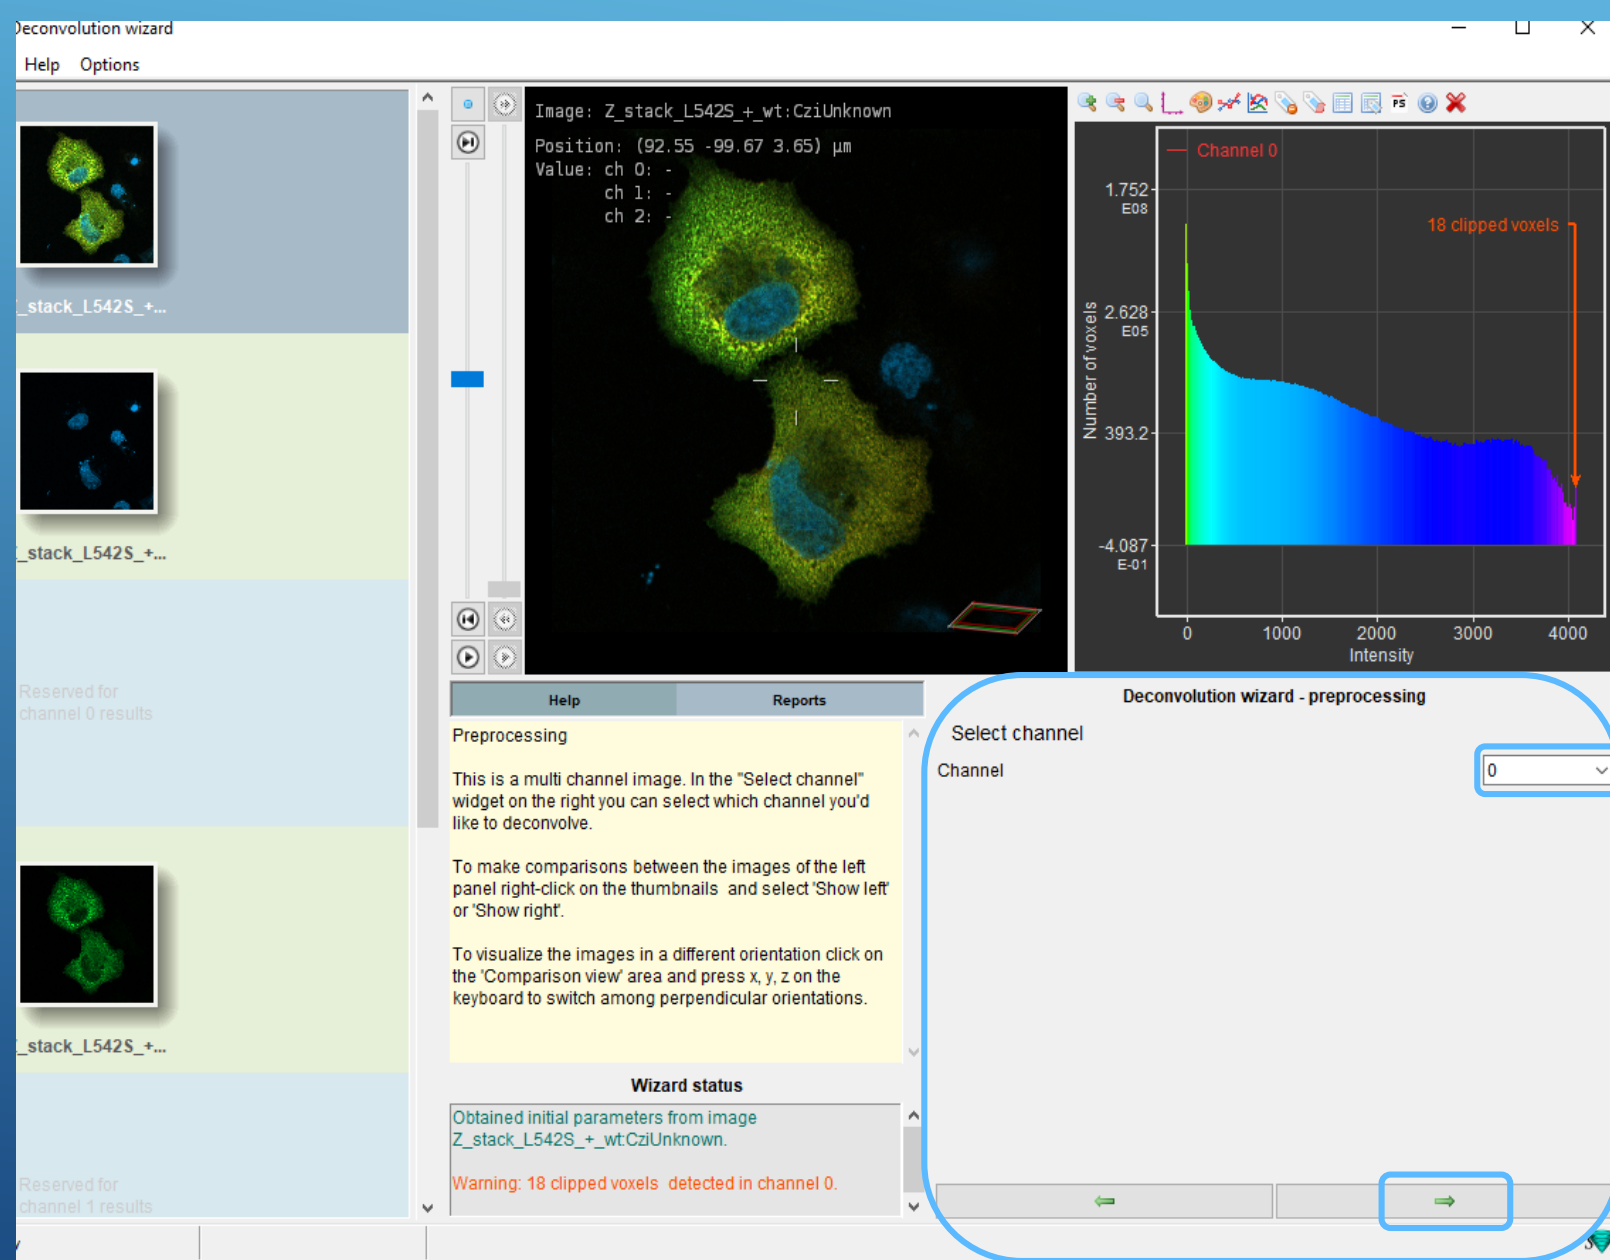 Deconvolution wizard
Help Options
_stack_L542S_+...
_stack_L542S_+...
Reserved for
channel 0 results
_stack_L542S_+...
Reserved for
channel 1 results
Image: Z_stack_L542S_+_wt:CziUnknown
Position: (92.55 -99.67 3.65) µm
Value: ch 0: -
ch 1: -
ch 2: -
PS
Channel 0
18 clipped voxels
Number of voxels
1.752
E08
2.628
E05
393.2
-4.087
E-01
0 1000 2000 3000 4000
Intensity
Help Reports
Preprocessing
This is a multi channel image. In the "Select channel"
widget on the right you can select which channel you'd
like to deconvolve.
To make comparisons between the images of the left
panel right-click on the thumbnails and select 'Show left'
or 'Show right'.
To visualize the images in a different orientation click on
the 'Comparison view' area and press x, y, z on the
keyboard to switch among perpendicular orientations.
Wizard status
Obtained initial parameters from image
Z_stack_L542S_+_wt:CziUnknown.
Warning: 18 clipped voxels detected in channel 0.
Deconvolution wizard - preprocessing
Select channel
Channel 0